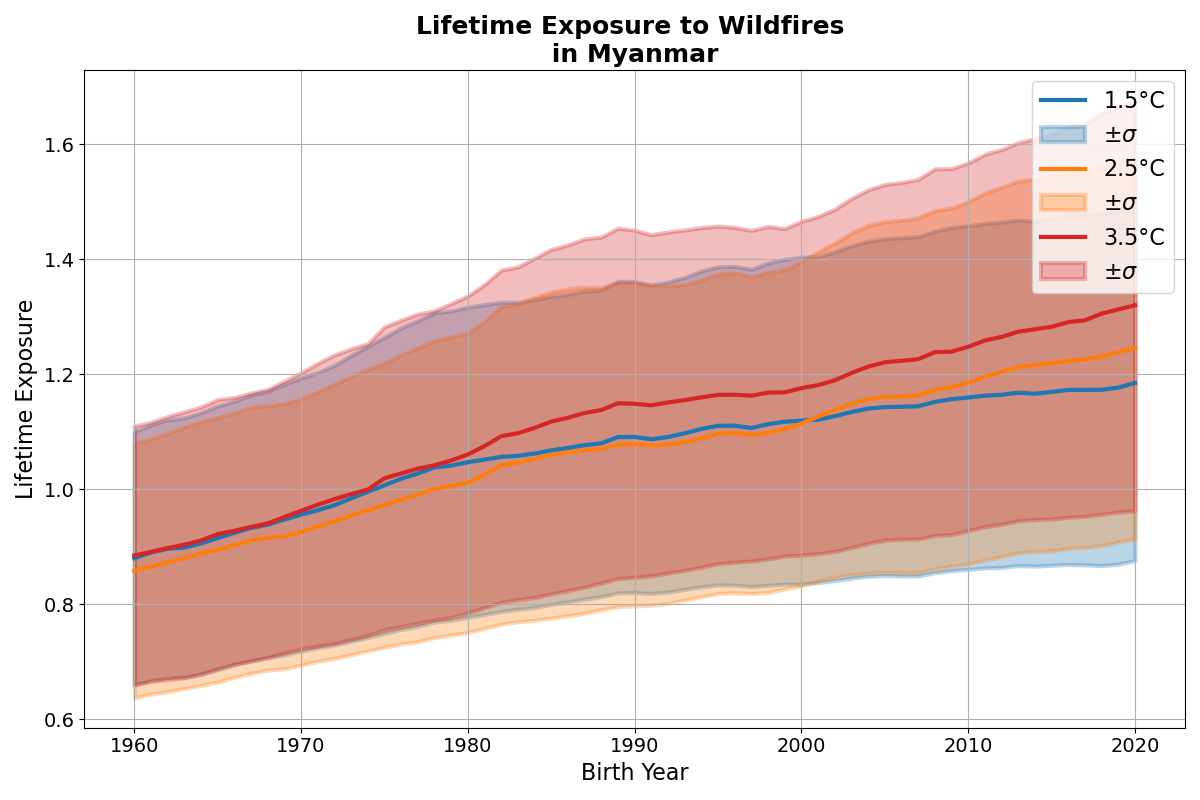 Lifetime Exposure to Wildfires
in Myanmar
Lifetime Exposure
1.6
1.4
1.2
1.0
0.8
0.6
1960
1970
1980
1990
2000
2010
2020
Birth Year
1.5°C
±σ
2.5°C
±σ
3.5°C
±σ